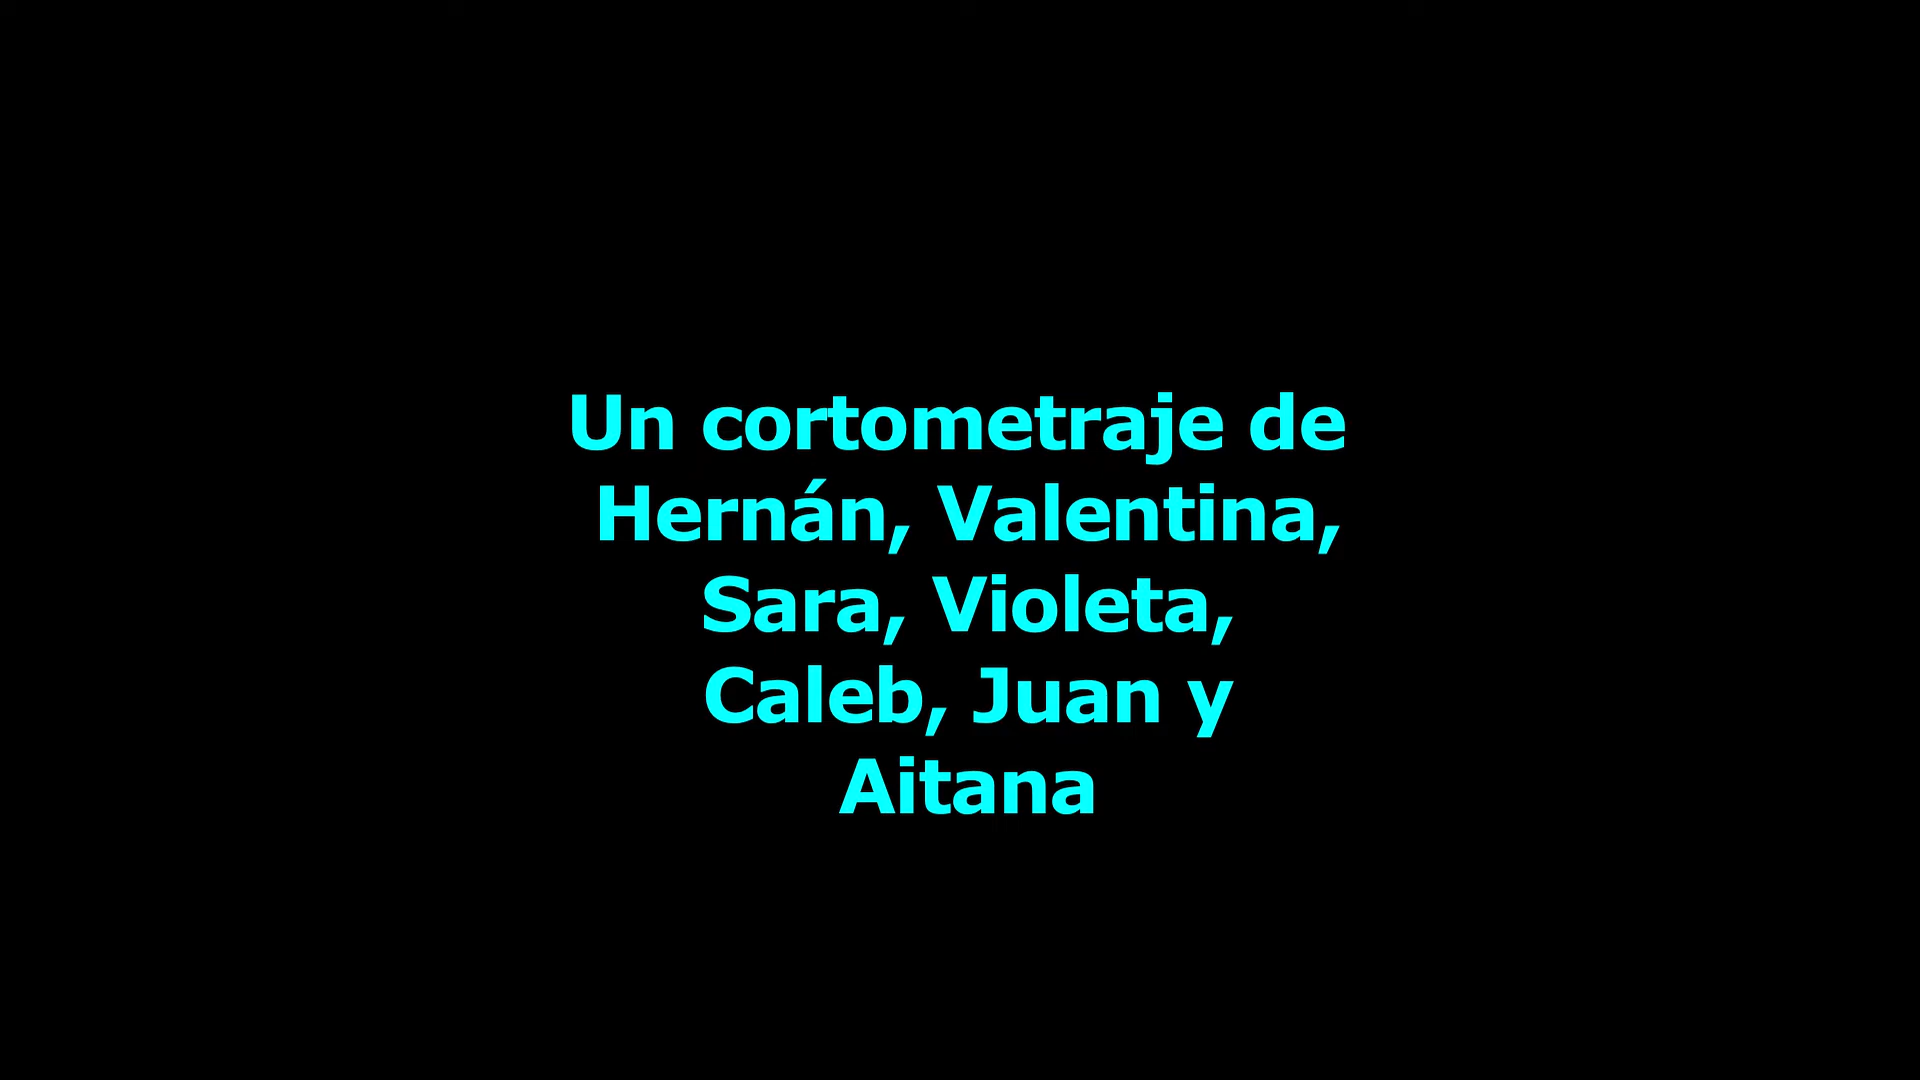 Un cortometraje de
Hernán, Valentina,
Sara, Violeta,
Caleb, Juan y
Aitana